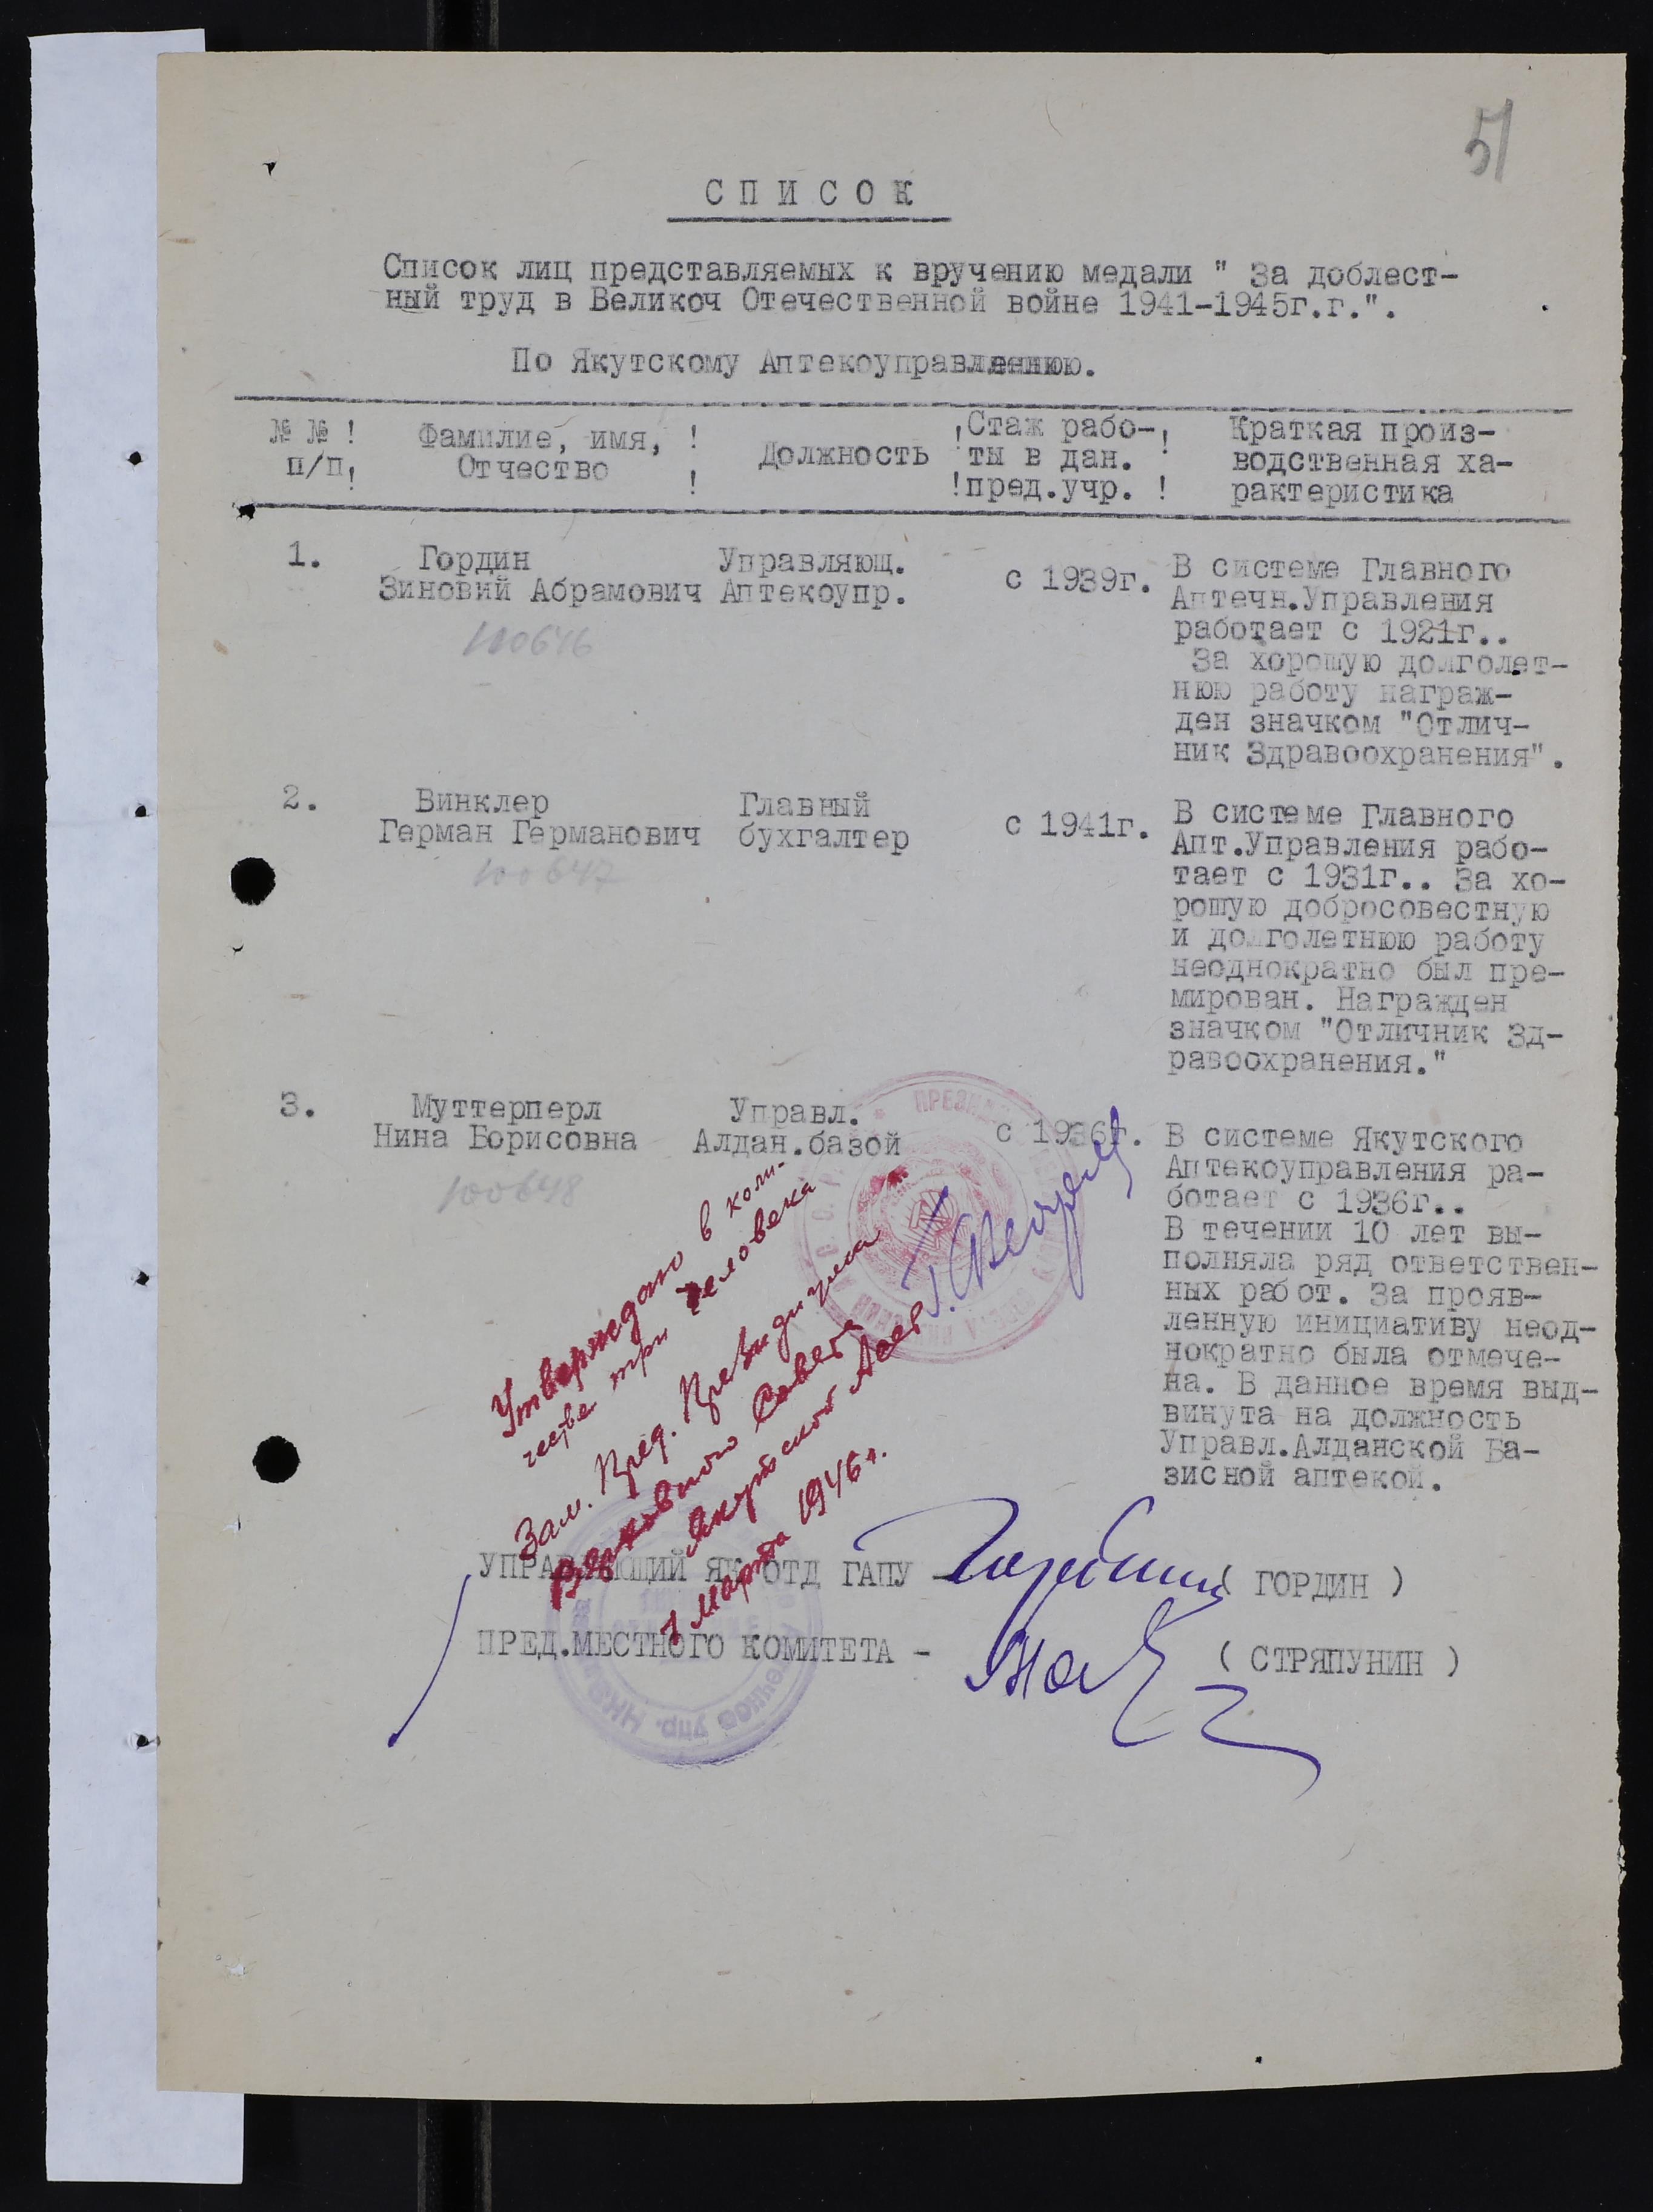 51
СПИСОК
Список лиц представляемых к вручению медали " За доблест-
ный труд в Великоч Отечественной войне 1941-1945г.г.".
По Якутскому Аптекоуправлению.
№ № ! Фамилие, имя, ! Должность ! Стаж рабо- ! Краткая произ-
п/п ! Отчество ! ты в дан. ! водственная ха-
! пред.учр. ! рактеристика
1. Гордин Управляющ. с 1939г. В системе Главного
Зиновий Абрамович Аптекоупр. Аптечн.Управления
100646 работает с 1921г..
За хорошую долголет-
нюю работу награж-
ден значком "Отлич-
ник Здравоохранения".
2. Винклер Главный с 1941г. В системе Главного
Герман Германович бухгалтер Апт.Управления рабо-
100647 тает с 1931г.. За хо-
рошую добросовестную
и долголетнюю работу
неоднократно был пре-
мирован. Награжден
значком "Отличник Зд-
равоохранения."
3. Муттерперл Управл. с 1936г. В системе Якутского
Нина Борисовна Алдан.базой Аптекоуправления ра-
100648 ботает с 1936г..
В течении 10 лет вы-
полняла ряд ответствен-
ных работ. За прояв-
ленную инициативу неод-
нократно была отмече-
на. В данное время выд-
винута на должность
Управл.Алданской Ба-
зисной аптекой.
Утверждаю в коли-
честве три человека
Зам. Пред. Президиума
Верховного Совета
Якутской АССР
7 марта 1946 г.
УПРАВЛЯЮЩИЙ ЯК ОТД ГАПУ - ( ГОРДИН )
ПРЕД.МЕСТНОГО КОМИТЕТА - ( СТРЯПУНИН )